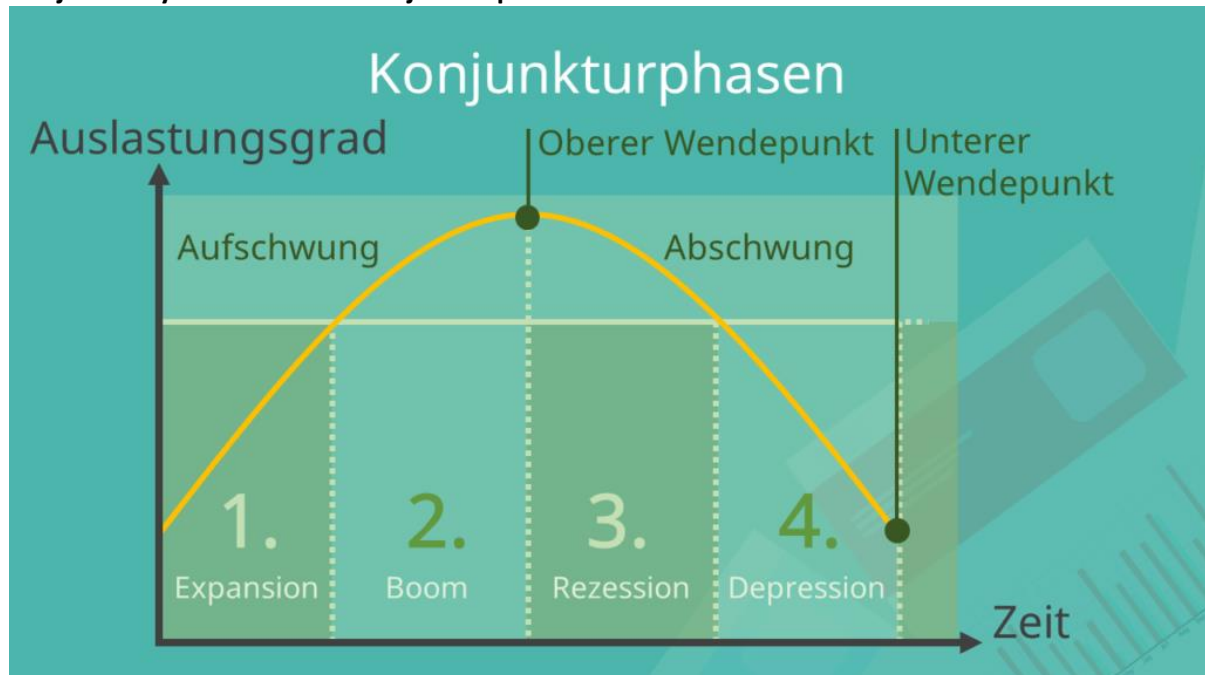 Konjunkturphasen
Auslastungsgrad
Oberer Wendepunkt
Unterer
Wendepunkt
Aufschwung
Abschwung
1.
2.
3.
4.
Expansion
Boom
Rezession
Depression
Zeit